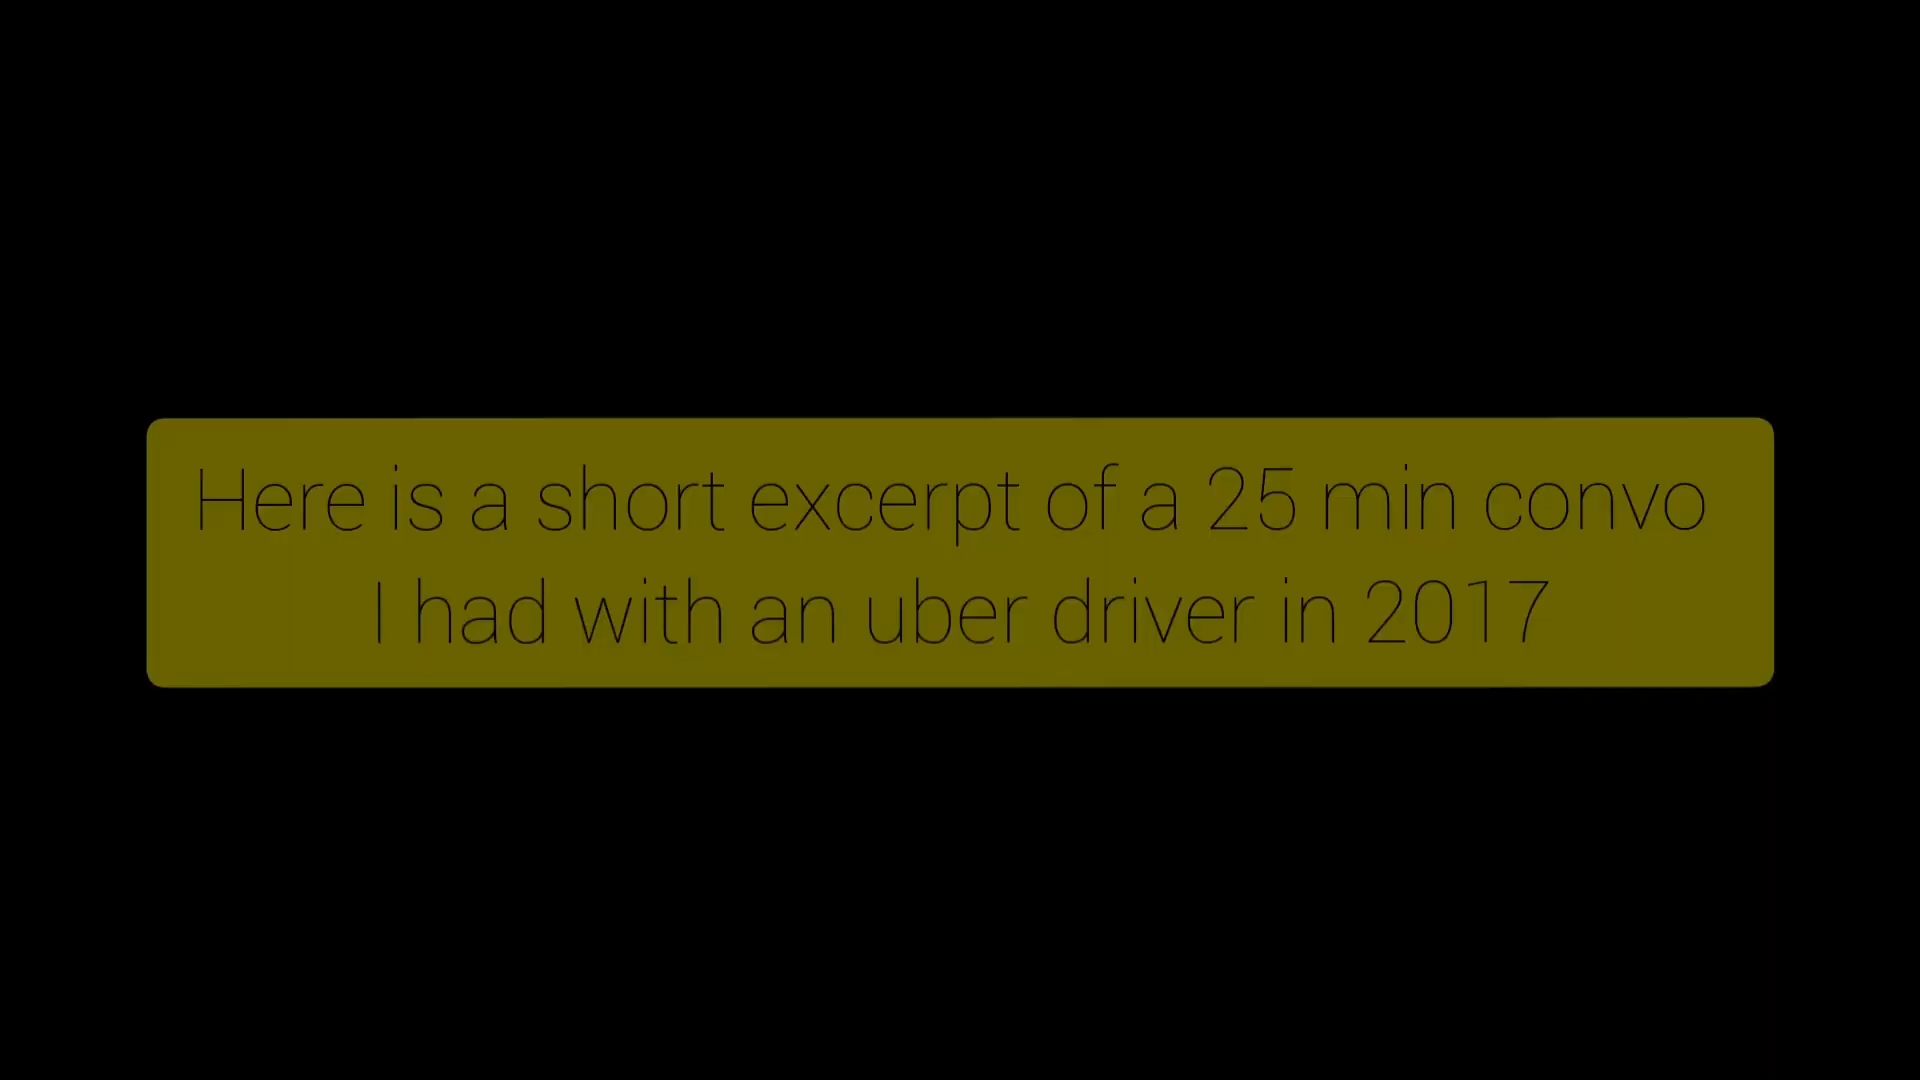 Here is a short excerpt of a 25 min convo
I had with an uber driver in 2017